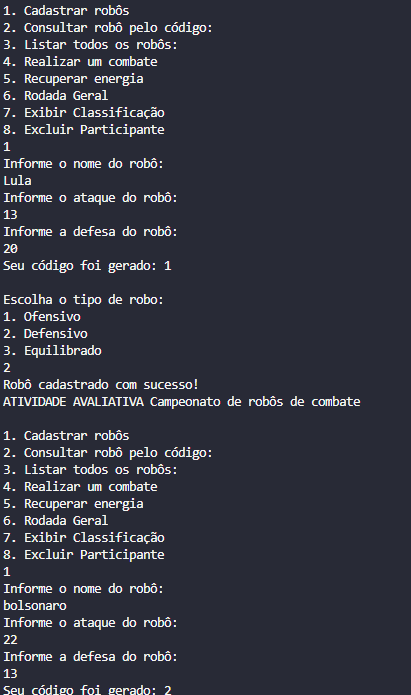 1. Cadastrar robôs
2. Consultar robô pelo código:
3. Listar todos os robôs:
4. Realizar um combate
5. Recuperar energia
6. Rodada Geral
7. Exibir Classificação
8. Excluir Participante
1
Informe o nome do robô:
Lula
Informe o ataque do robô:
13
Informe a defesa do robô:
20
Seu código foi gerado: 1
Escolha o tipo de robo:
1. Ofensivo
2. Defensivo
3. Equilibrado
2
Robô cadastrado com sucesso!
ATIVIDADE AVALIATIVA Campeonato de robôs de combate
1. Cadastrar robôs
2. Consultar robô pelo código:
3. Listar todos os robôs:
4. Realizar um combate
5. Recuperar energia
6. Rodada Geral
7. Exibir Classificação
8. Excluir Participante
1
Informe o nome do robô:
bolsonaro
Informe o ataque do robô:
22
Informe a defesa do robô:
13
Seu código foi gerado: 2